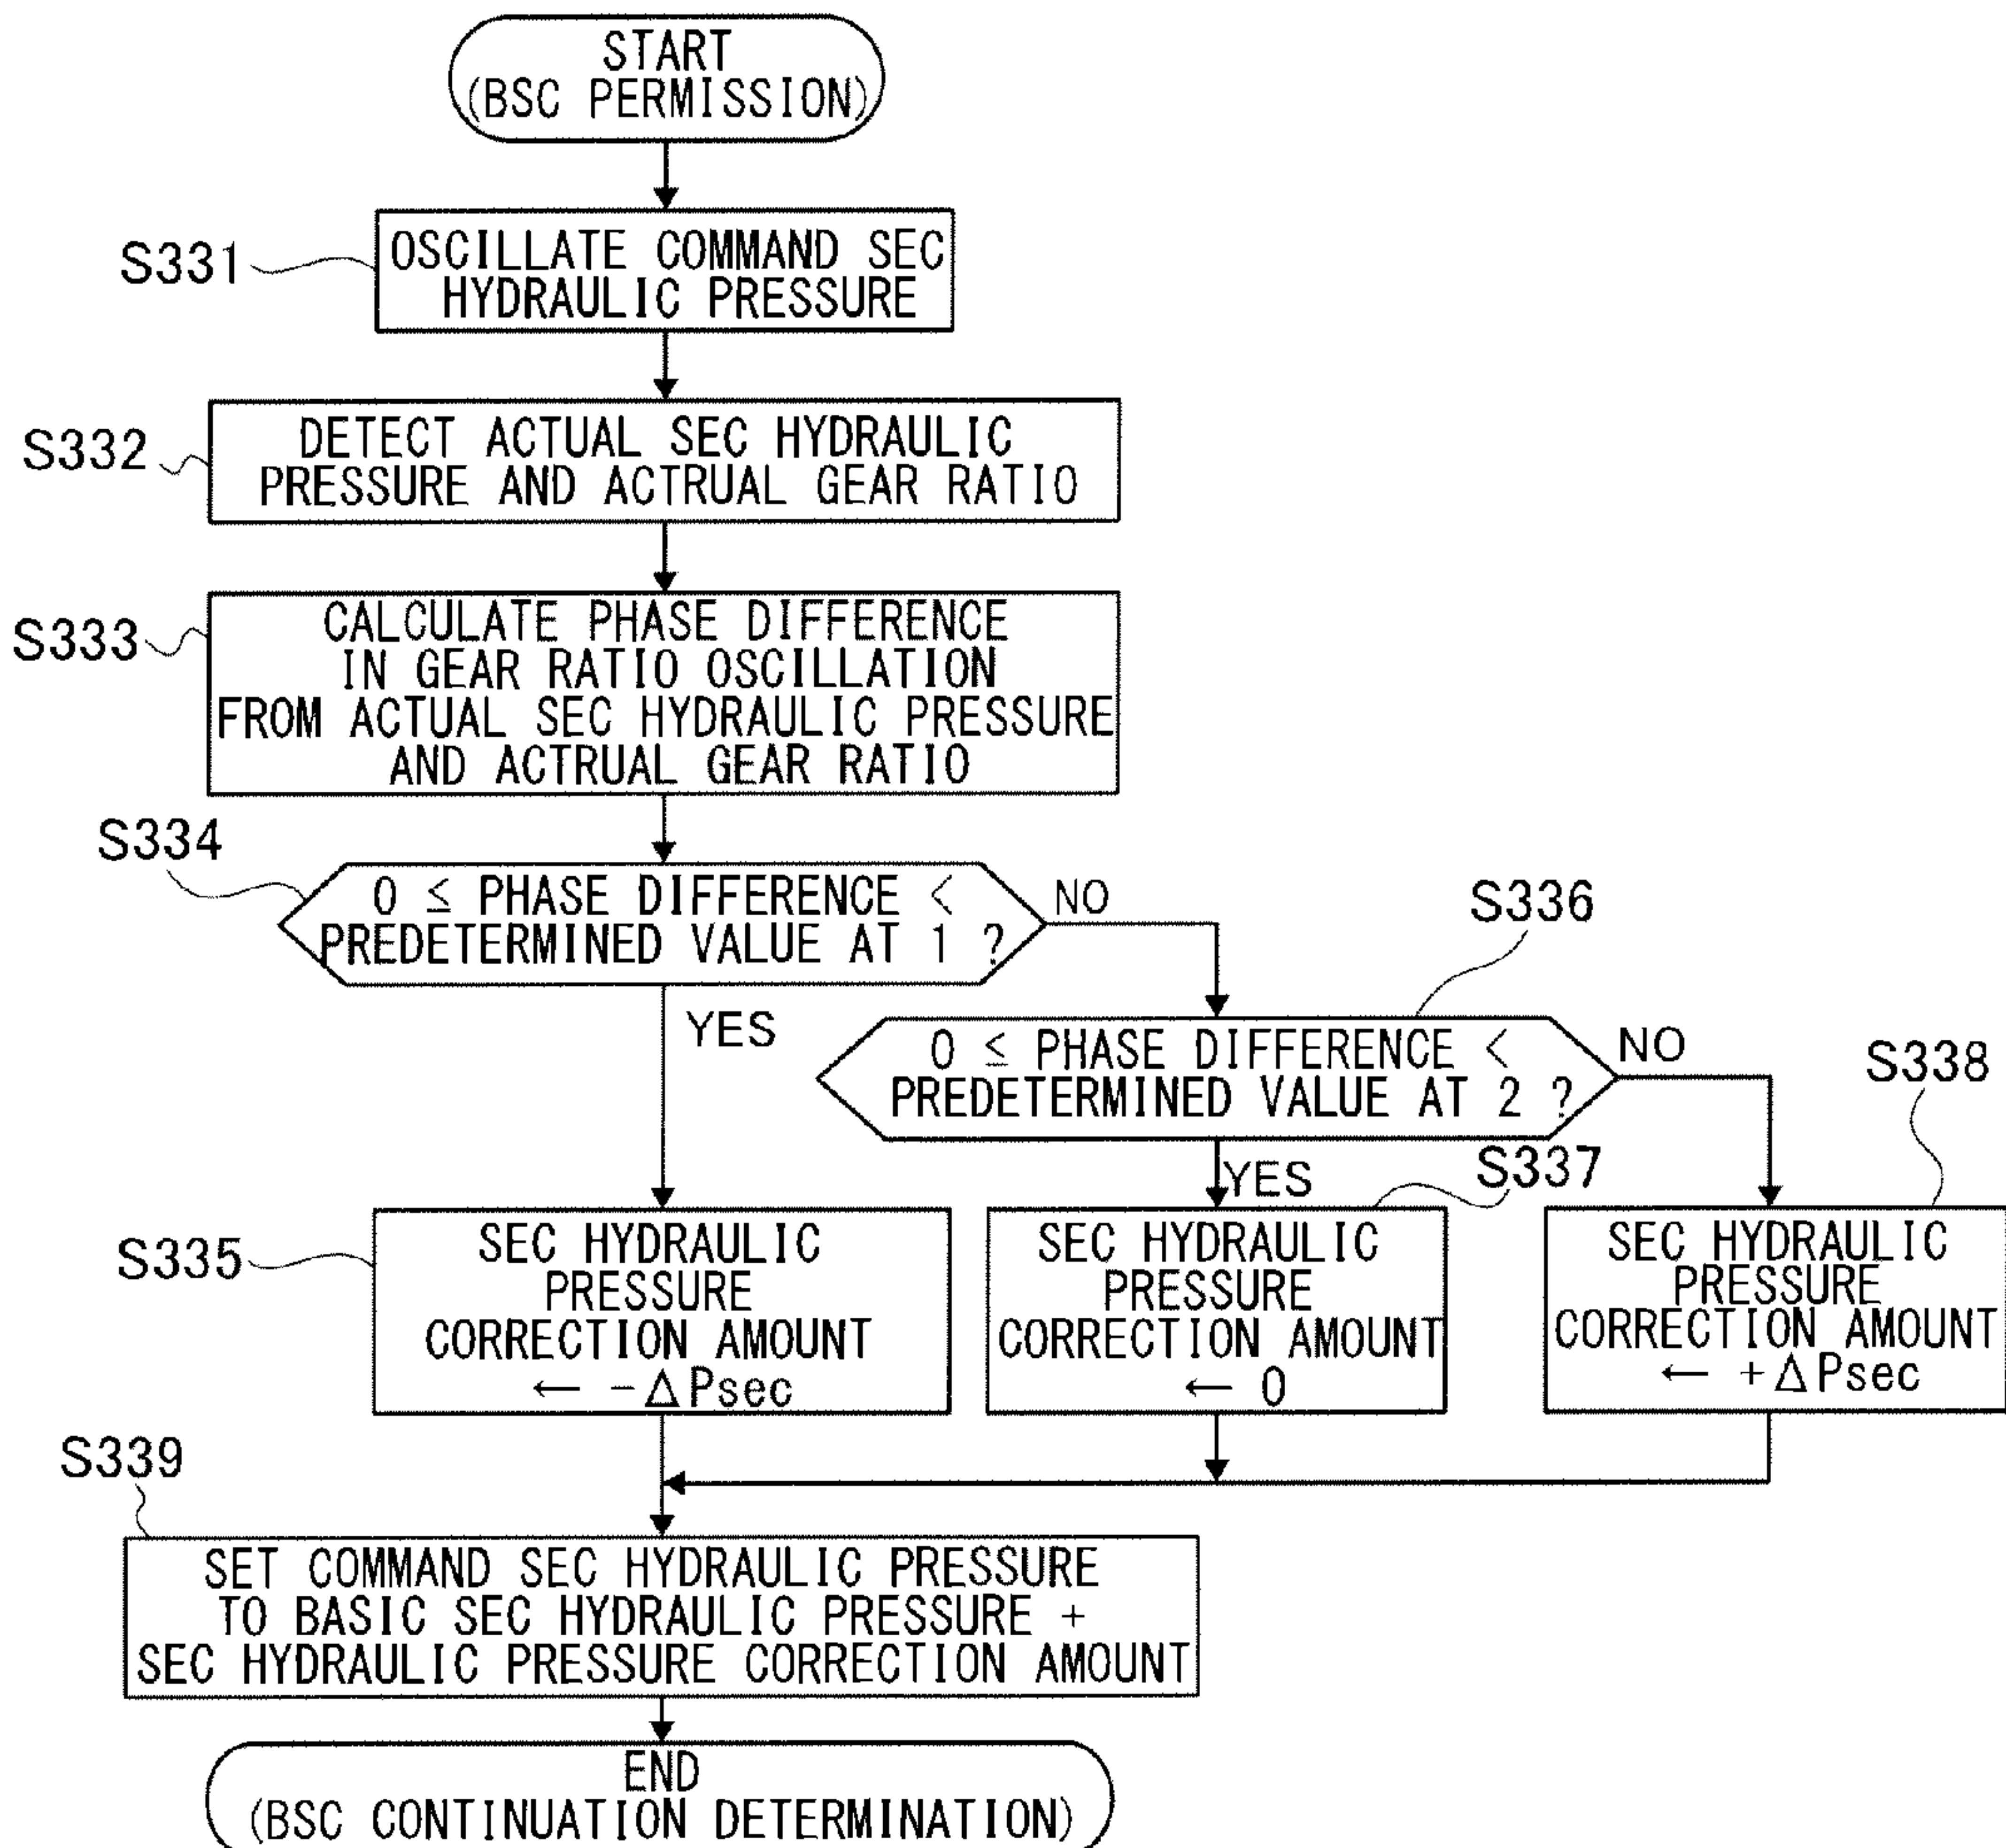 START
(BSC PERMISSION)
S331
OSCILLATE COMMAND SEC
HYDRAULIC PRESSURE
S332
DETECT ACTUAL SEC HYDRAULIC
PRESSURE AND ACTRUAL GEAR RATIO
S333
CALCULATE PHASE DIFFERENCE
IN GEAR RATIO OSCILLATION
FROM ACTUAL SEC HYDRAULIC PRESSURE
AND ACTRUAL GEAR RATIO
S334
0 ≤ PHASE DIFFERENCE <
PREDETERMINED VALUE AT 1 ?
NO
YES
S336
0 ≤ PHASE DIFFERENCE <
PREDETERMINED VALUE AT 2 ?
NO
YES
S335
SEC HYDRAULIC
PRESSURE
CORRECTION AMOUNT
← -ΔPsec
S337
SEC HYDRAULIC
PRESSURE
CORRECTION AMOUNT
← 0
S338
SEC HYDRAULIC
PRESSURE
CORRECTION AMOUNT
← +ΔPsec
S339
SET COMMAND SEC HYDRAULIC PRESSURE
TO BASIC SEC HYDRAULIC PRESSURE +
SEC HYDRAULIC PRESSURE CORRECTION AMOUNT
END
(BSC CONTINUATION DETERMINATION)